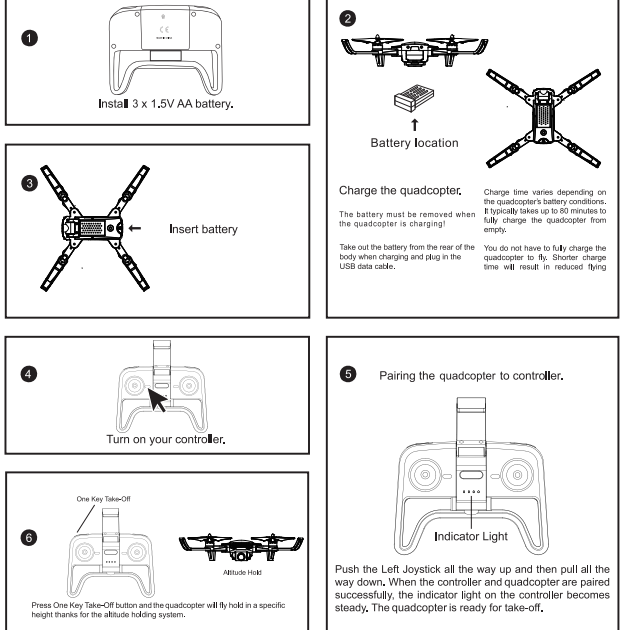 1
CE
Install 3 x 1.5V AA battery.
2
Battery location
Charge the quadcopter.
The battery must be removed when
the quadcopter is charging!
Take out the battery from the rear of the
body when charging and plug in the
USB data cable.
Charge time varies depending on
the quadcopter's battery conditions.
It typically takes up to 80 minutes to
fully charge the quadcopter from
empty.
You do not have to fully charge the
quadcopter to fly. Shorter charge
time will result in reduced flying
3
Insert battery
4
Turn on your controller.
5
Pairing the quadcopter to controller.
Indicator Light
Push the Left Joystick all the way up and then pull all the
way down. When the controller and quadcopter are paired
successfully, the indicator light on the controller becomes
steady. The quadcopter is ready for take-off.
6
One Key Take-Off
Altitude Hold
Press One Key Take-Off button and the quadcopter will fly hold in a specific
height thanks for the altitude holding system.